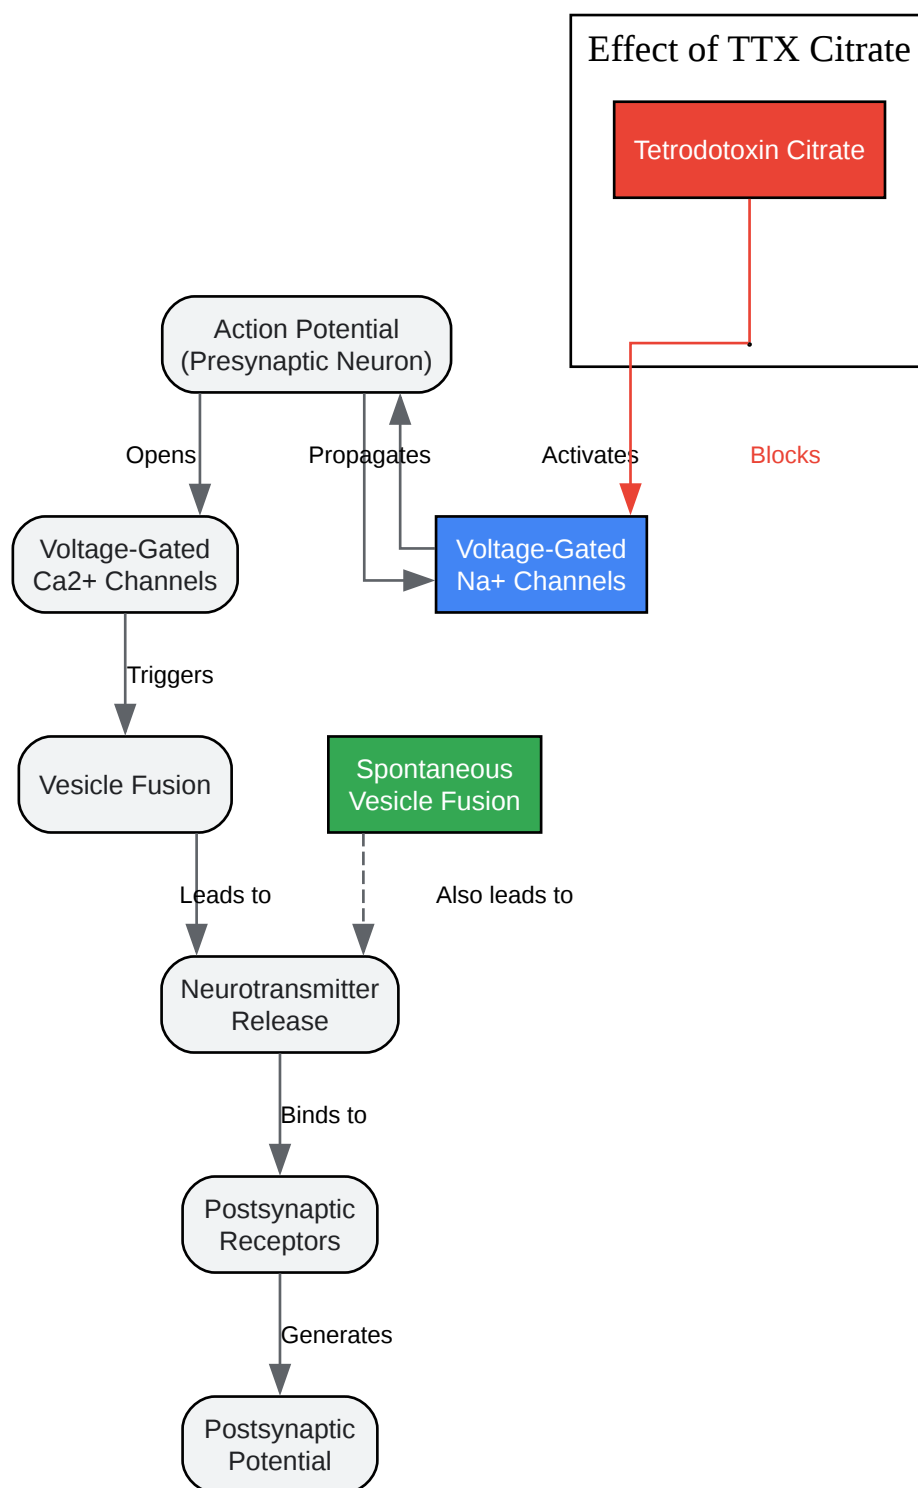 Effect of TTX Citrate
Tetrodotoxin Citrate
Action Potential
(Presynaptic Neuron)
Opens
Propagates
Activates
Blocks
Voltage-Gated
Ca2+ Channels
Voltage-Gated
Na+ Channels
Triggers
Vesicle Fusion
Spontaneous
Vesicle Fusion
Leads to
Also leads to
Neurotransmitter
Release
Binds to
Postsynaptic
Receptors
Generates
Postsynaptic
Potential